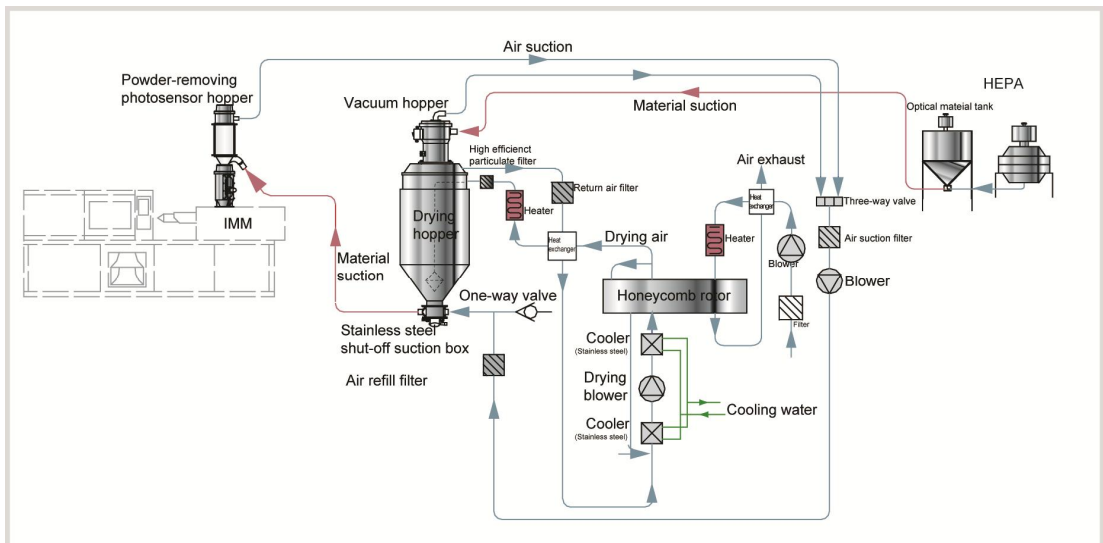 Air suction
Powder-removing
photosensor hopper
Vacuum hopper
Material suction
HEPA
Optical mateial tank
High efficienct
particulate filter
Return air filter
Air exhaust
Heat
exchanger
Heater
Drying
hopper
Heat
exchanger
Drying air
Heater
Blower
Three-way valve
Air suction filter
Blower
IMM
Material
suction
One-way valve
Honeycomb rotor
Filter
Stainless steel
shut-off suction box
Air refill filter
Cooler
(Stainless steel)
Drying
blower
Cooling water
Cooler
(Stainless steel)